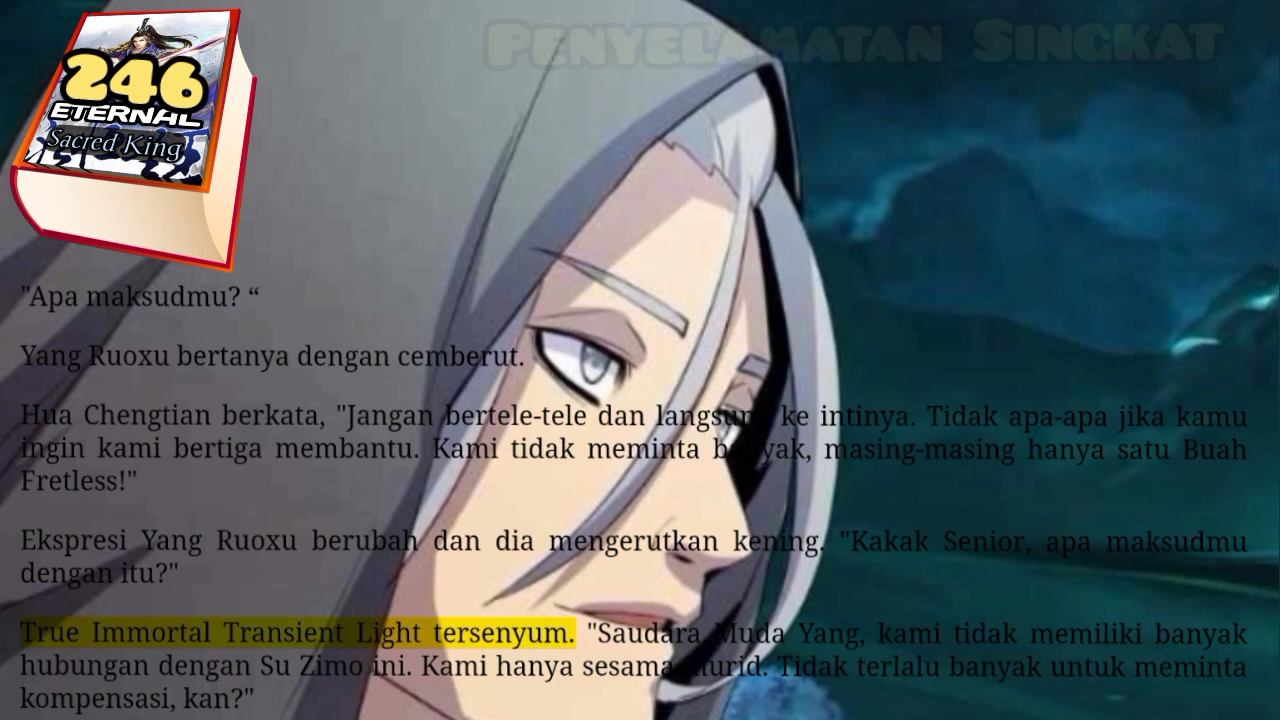 Penyelamatan Singkat
246
ETERNAL
Sacred King
"Apa maksudmu? “
Yang Ruoxu bertanya dengan cemberut.
Hua Chengtian berkata, "Jangan bertele-tele dan langsung ke intinya. Tidak apa-apa jika kamu
ingin kami bertiga membantu. Kami tidak meminta banyak, masing-masing hanya satu Buah
Fretless!"
Ekspresi Yang Ruoxu berubah dan dia mengerutkan kening. "Kakak Senior, apa maksudmu
dengan itu?"
True Immortal Transient Light tersenyum. "Saudara Muda Yang, kami tidak memiliki banyak
hubungan dengan Su Zimo ini. Kami hanya sesama murid. Tidak terlalu banyak untuk meminta
kompensasi, kan?"